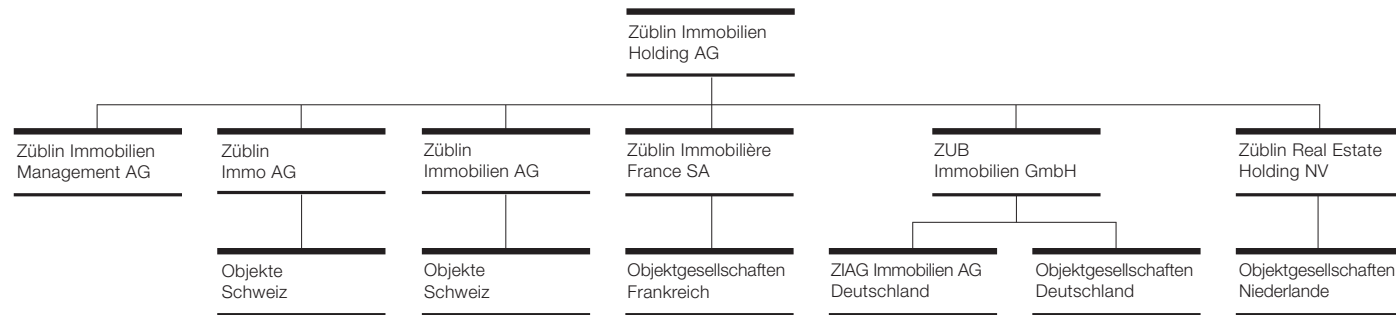 Züblin Immobilien
Holding AG
Züblin Immobilien
Management AG
Züblin
Immo AG
Züblin
Immobilien AG
Züblin Immobilière
France SA
ZUB
Immobilien GmbH
Züblin Real Estate
Holding NV
Objekte
Schweiz
Objekte
Schweiz
Objektgesellschaften
Frankreich
ZIAG Immobilien AG
Deutschland
Objektgesellschaften
Deutschland
Objektgesellschaften
Niederlande